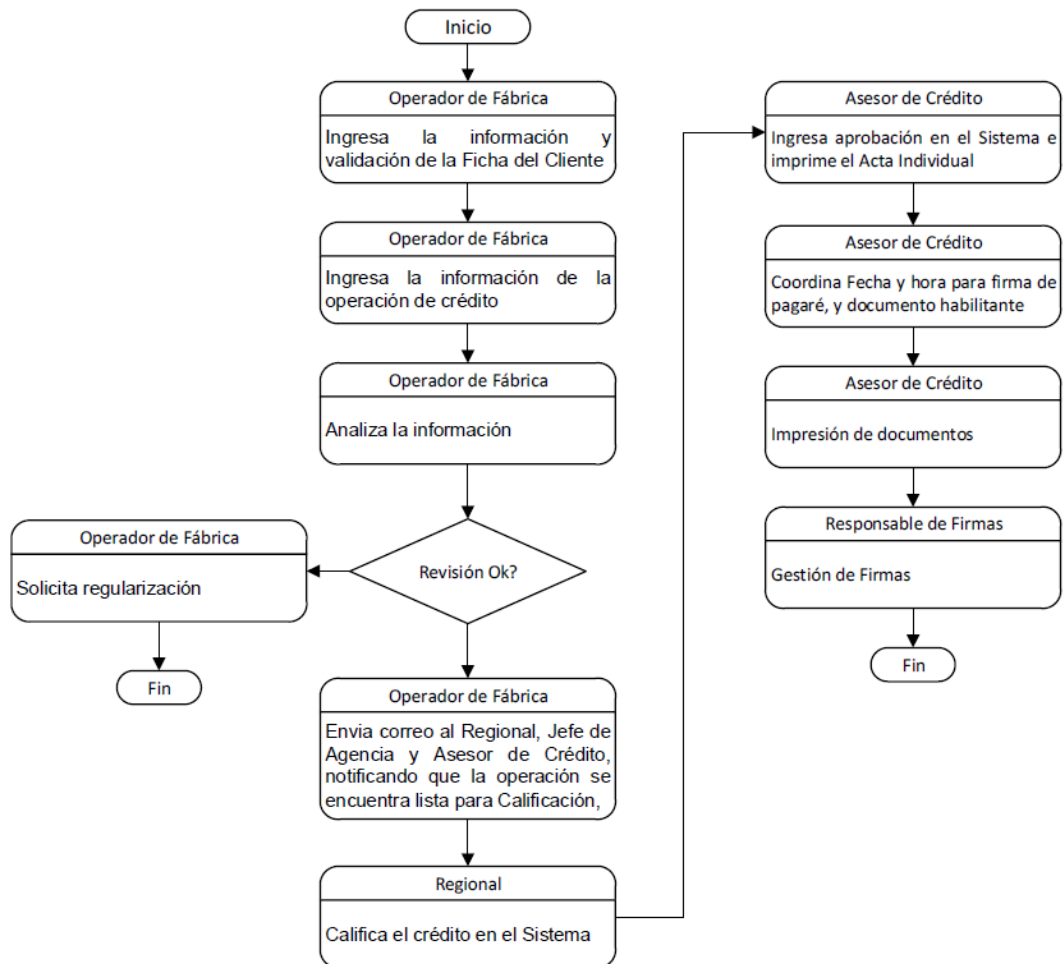 Inicio
Operador de Fábrica
Ingresa la información y
validación de la Ficha del Cliente
Operador de Fábrica
Ingresa la información de la
operación de crédito
Operador de Fábrica
Analiza la información
Revisión Ok?
Operador de Fábrica
Solicita regularización
Fin
Operador de Fábrica
Envia correo al Regional, Jefe de
Agencia y Asesor de Crédito,
notificando que la operación se
encuentra lista para Calificación,
Regional
Califica el crédito en el Sistema
Asesor de Crédito
Ingresa aprobación en el Sistema e
imprime el Acta Individual
Asesor de Crédito
Coordina Fecha y hora para firma de
pagaré, y documento habilitante
Asesor de Crédito
Impresión de documentos
Responsable de Firmas
Gestión de Firmas
Fin